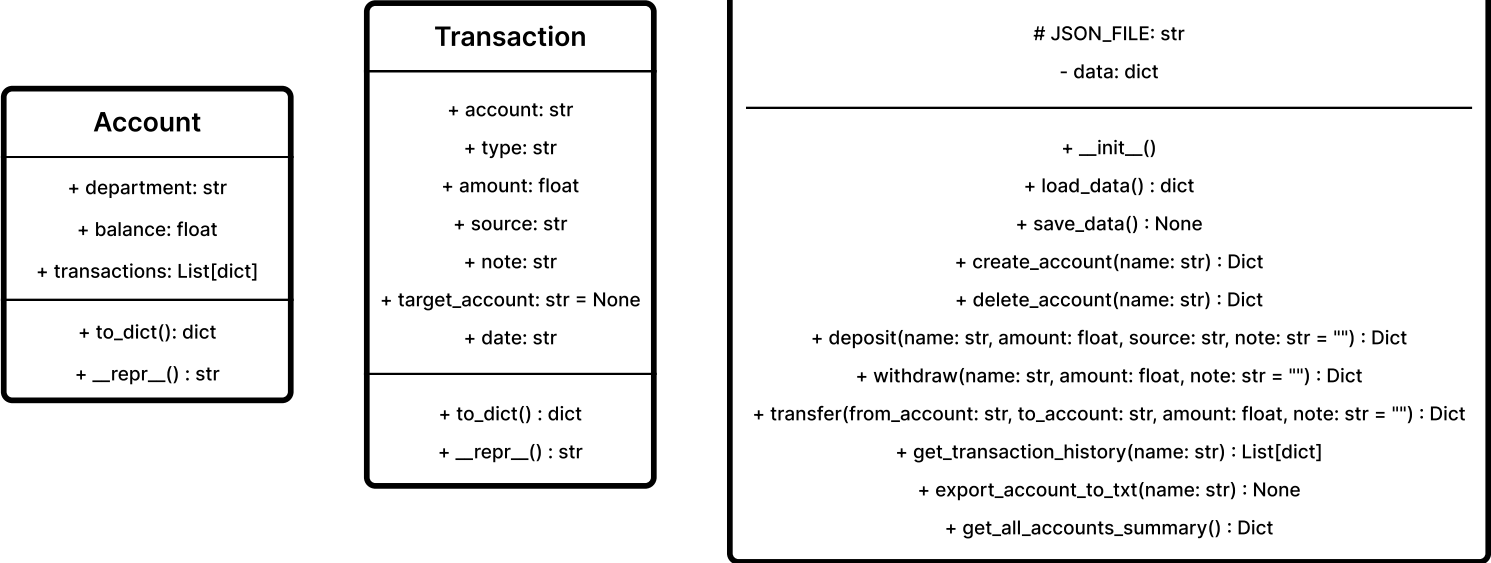 Account
+ department: str
+ balance: float
+ transactions: List[dict]
+ to_dict(): dict
+ __repr__() : str
Transaction
+ account: str
+ type: str
+ amount: float
+ source: str
+ note: str
+ target_account: str = None
+ date: str
+ to_dict() : dict
+ __repr__() : str
# JSON_FILE: str
- data: dict
+ __init__()
+ load_data() : dict
+ save_data() : None
+ create_account(name: str) : Dict
+ delete_account(name: str) : Dict
+ deposit(name: str, amount: float, source: str, note: str = "") : Dict
+ withdraw(name: str, amount: float, note: str = "") : Dict
+ transfer(from_account: str, to_account: str, amount: float, note: str = "") : Dict
+ get_transaction_history(name: str) : List[dict]
+ export_account_to_txt(name: str) : None
+ get_all_accounts_summary() : Dict